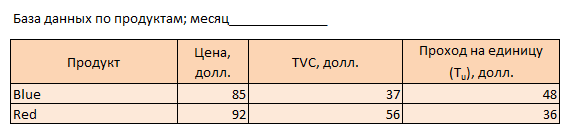 База данных по продуктам; месяц_____________
Продукт Цена, долл. TVC, долл. Проход на единицу (Tu), долл.
Blue 85 37 48
Red 92 56 36